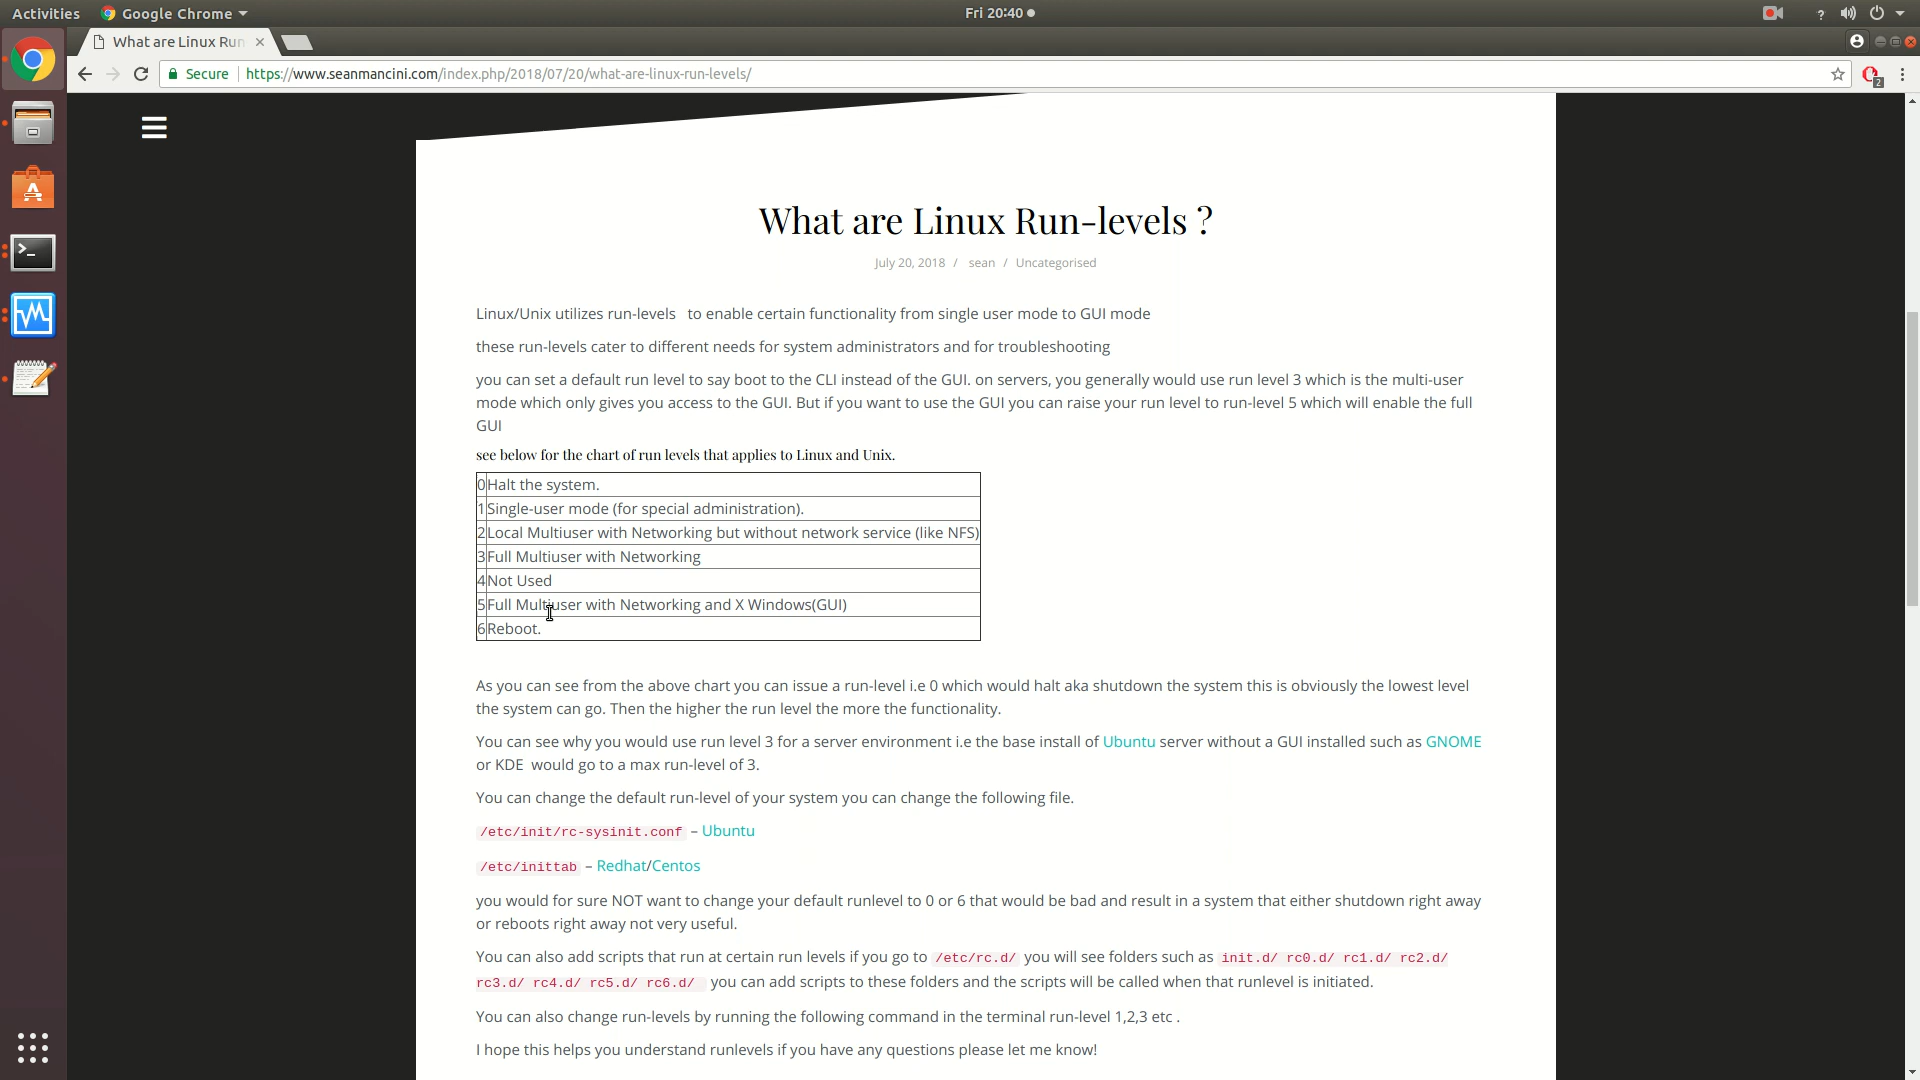 Activities Google Chrome Fri 20:40 ?
What are Linux Run
Secure https://www.seanmancini.com/index.php/2018/07/20/what-are-linux-run-levels/ 2
What are Linux Run-levels ?
July 20, 2018 / sean / Uncategorised
Linux/Unix utilizes run-levels to enable certain functionality from single user mode to GUI mode
these run-levels cater to different needs for system administrators and for troubleshooting
you can set a default run level to say boot to the CLI instead of the GUI. on servers, you generally would use run level 3 which is the multi-user
mode which only gives you access to the GUI. But if you want to use the GUI you can raise your run level to run-level 5 which will enable the full
GUI
see below for the chart of run levels that applies to Linux and Unix.
0 Halt the system.
1 Single-user mode (for special administration).
2 Local Multiuser with Networking but without network service (like NFS)
3 Full Multiuser with Networking
4 Not Used
5 Full Multiuser with Networking and X Windows(GUI)
6 Reboot.
As you can see from the above chart you can issue a run-level i.e 0 which would halt aka shutdown the system this is obviously the lowest level
the system can go. Then the higher the run level the more the functionality.
You can see why you would use run level 3 for a server environment i.e the base install of Ubuntu server without a GUI installed such as GNOME
or KDE would go to a max run-level of 3.
You can change the default run-level of your system you can change the following file.
/etc/init/rc-sysinit.conf – Ubuntu
/etc/inittab – Redhat/Centos
you would for sure NOT want to change your default runlevel to 0 or 6 that would be bad and result in a system that either shutdown right away
or reboots right away not very useful.
You can also add scripts that run at certain run levels if you go to /etc/rc.d/ you will see folders such as init.d/ rc0.d/ rc1.d/ rc2.d/
rc3.d/ rc4.d/ rc5.d/ rc6.d/ you can add scripts to these folders and the scripts will be called when that runlevel is initiated.
You can also change run-levels by running the following command in the terminal run-level 1,2,3 etc .
I hope this helps you understand runlevels if you have any questions please let me know!